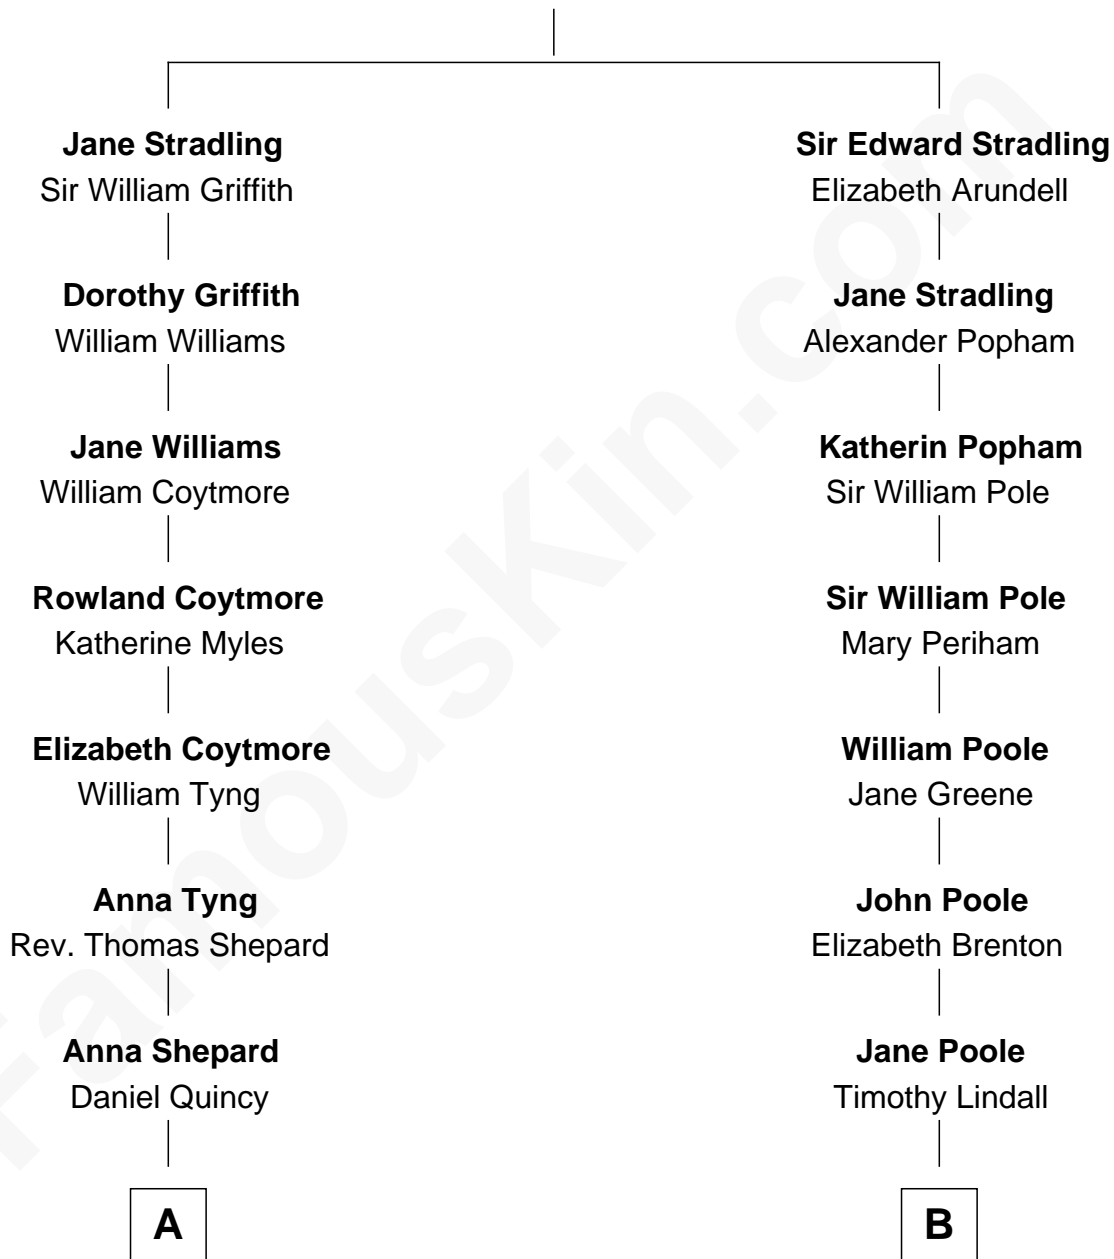 Jane Stradling
Sir William Griffith
Dorothy Griffith
William Williams
Jane Williams
William Coytmore
Rowland Coytmore
Katherine Myles
Elizabeth Coytmore
William Tyng
Anna Tyng
Rev. Thomas Shepard
Anna Shepard
Daniel Quincy
A
Sir Edward Stradling
Elizabeth Arundell
Jane Stradling
Alexander Popham
Katherin Popham
Sir William Pole
Sir William Pole
Mary Periham
William Poole
Jane Greene
John Poole
Elizabeth Brenton
Jane Poole
Timothy Lindall
B
FamousKin.com